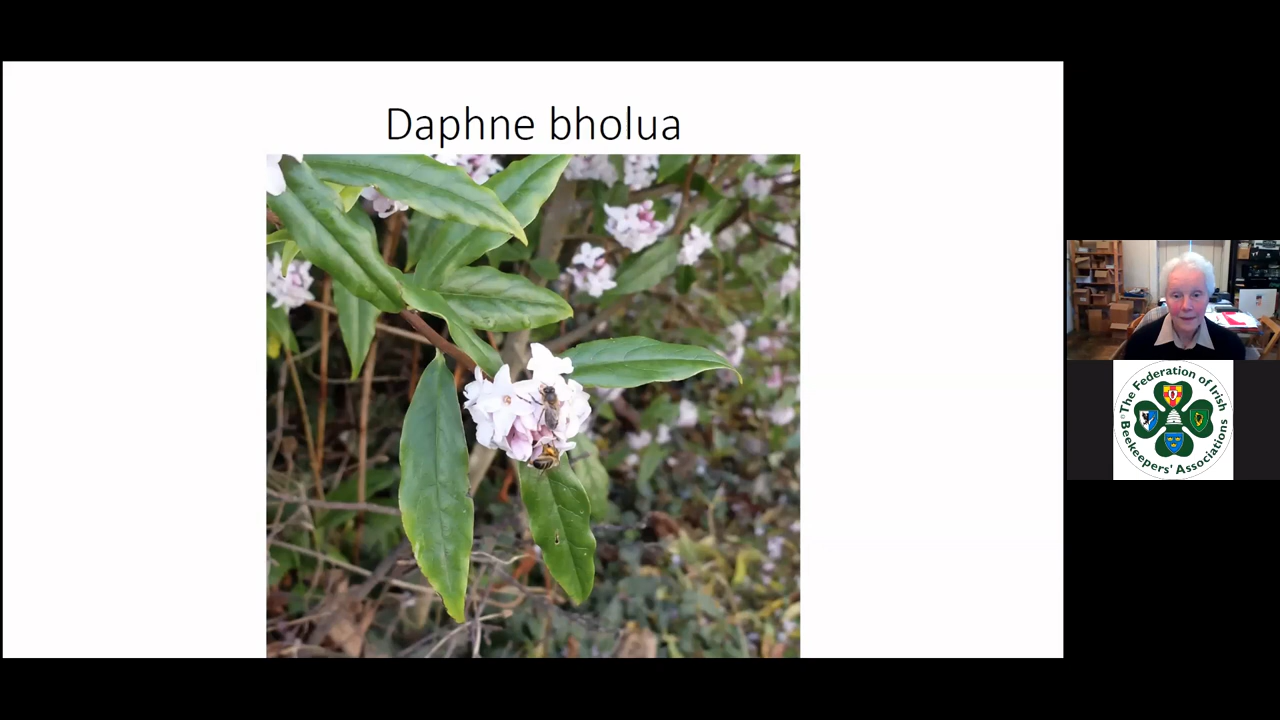 Daphne bholua
The Federation of Irish
Beekeepers' Associations